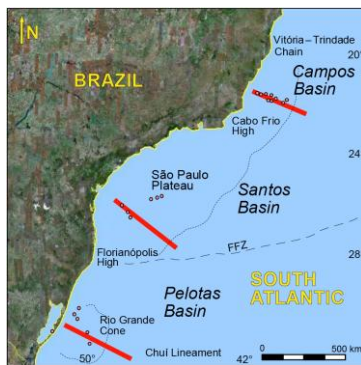 N
Vitória – Trindade
Chain
20°
BRAZIL
Campos
Basin
Cabo Frio
High
24
São Paulo
Plateau
Santos
Basin
Florianópolis
High
FFZ
28°
SOUTH
ATLANTIC
Pelotas
Basin
Rio Grande
Cone
50°
Chuí Lineament
42°
0
500 km